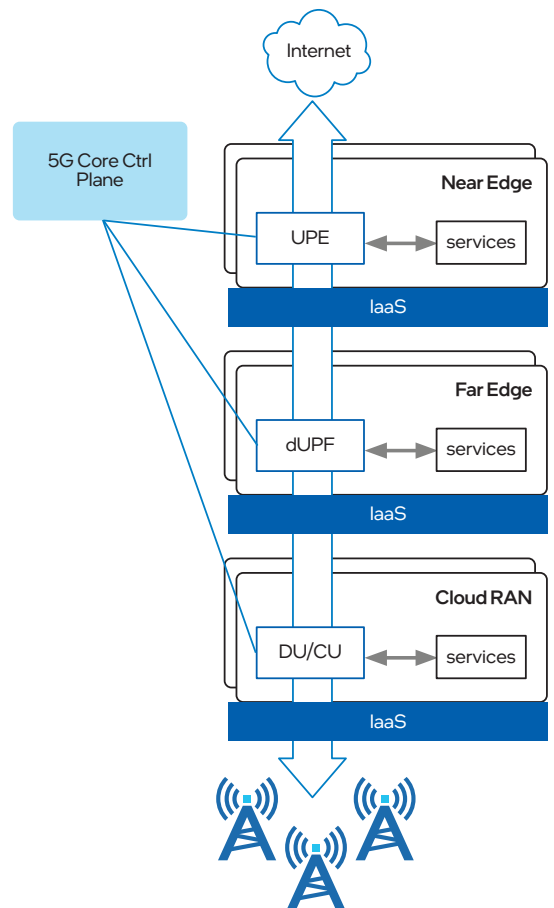 Internet
5G Core Ctrl
Plane
Near Edge
UPE
services
IaaS
Far Edge
dUPF
services
IaaS
Cloud RAN
DU/CU
services
IaaS